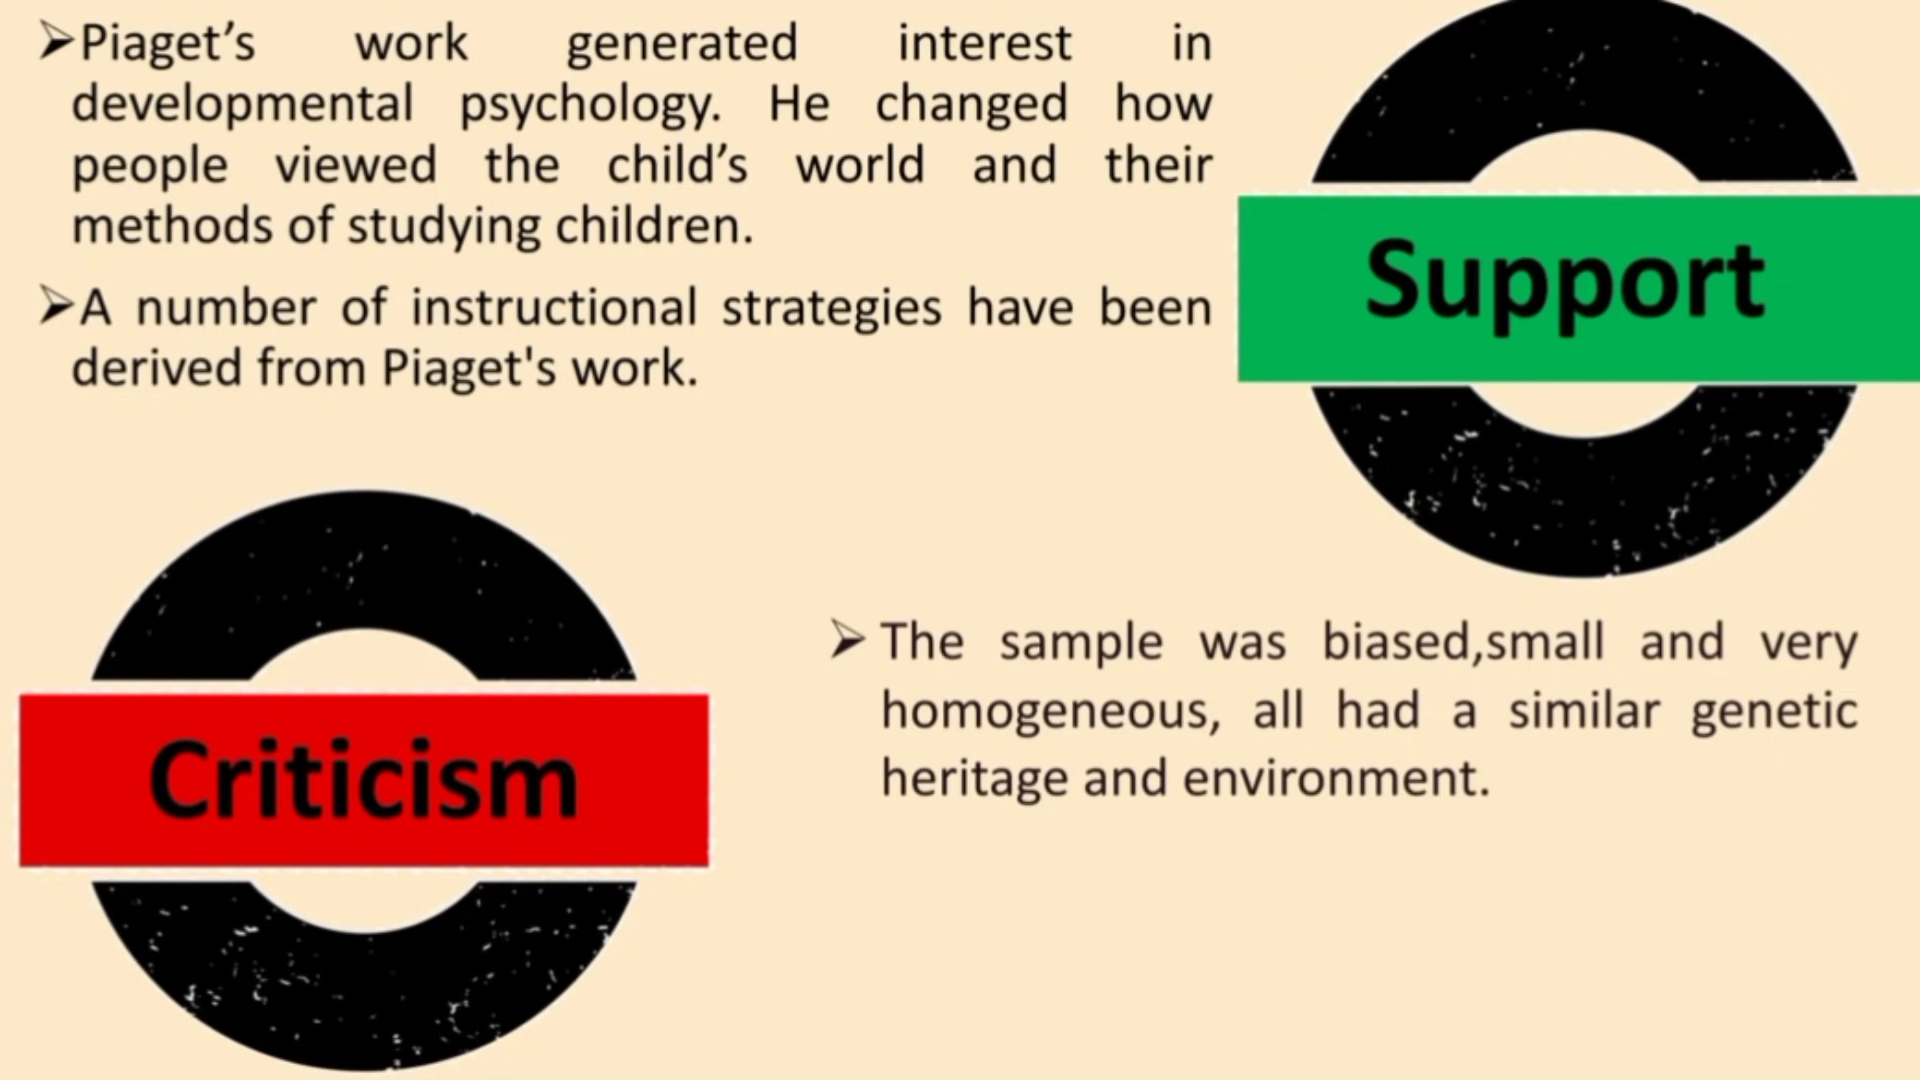 ➢Piaget’s work generated interest in
developmental psychology. He changed how
people viewed the child’s world and their
methods of studying children.
➢A number of instructional strategies have been
derived from Piaget's work.
Support
Criticism
➢ The sample was biased,small and very
homogeneous, all had a similar genetic
heritage and environment.